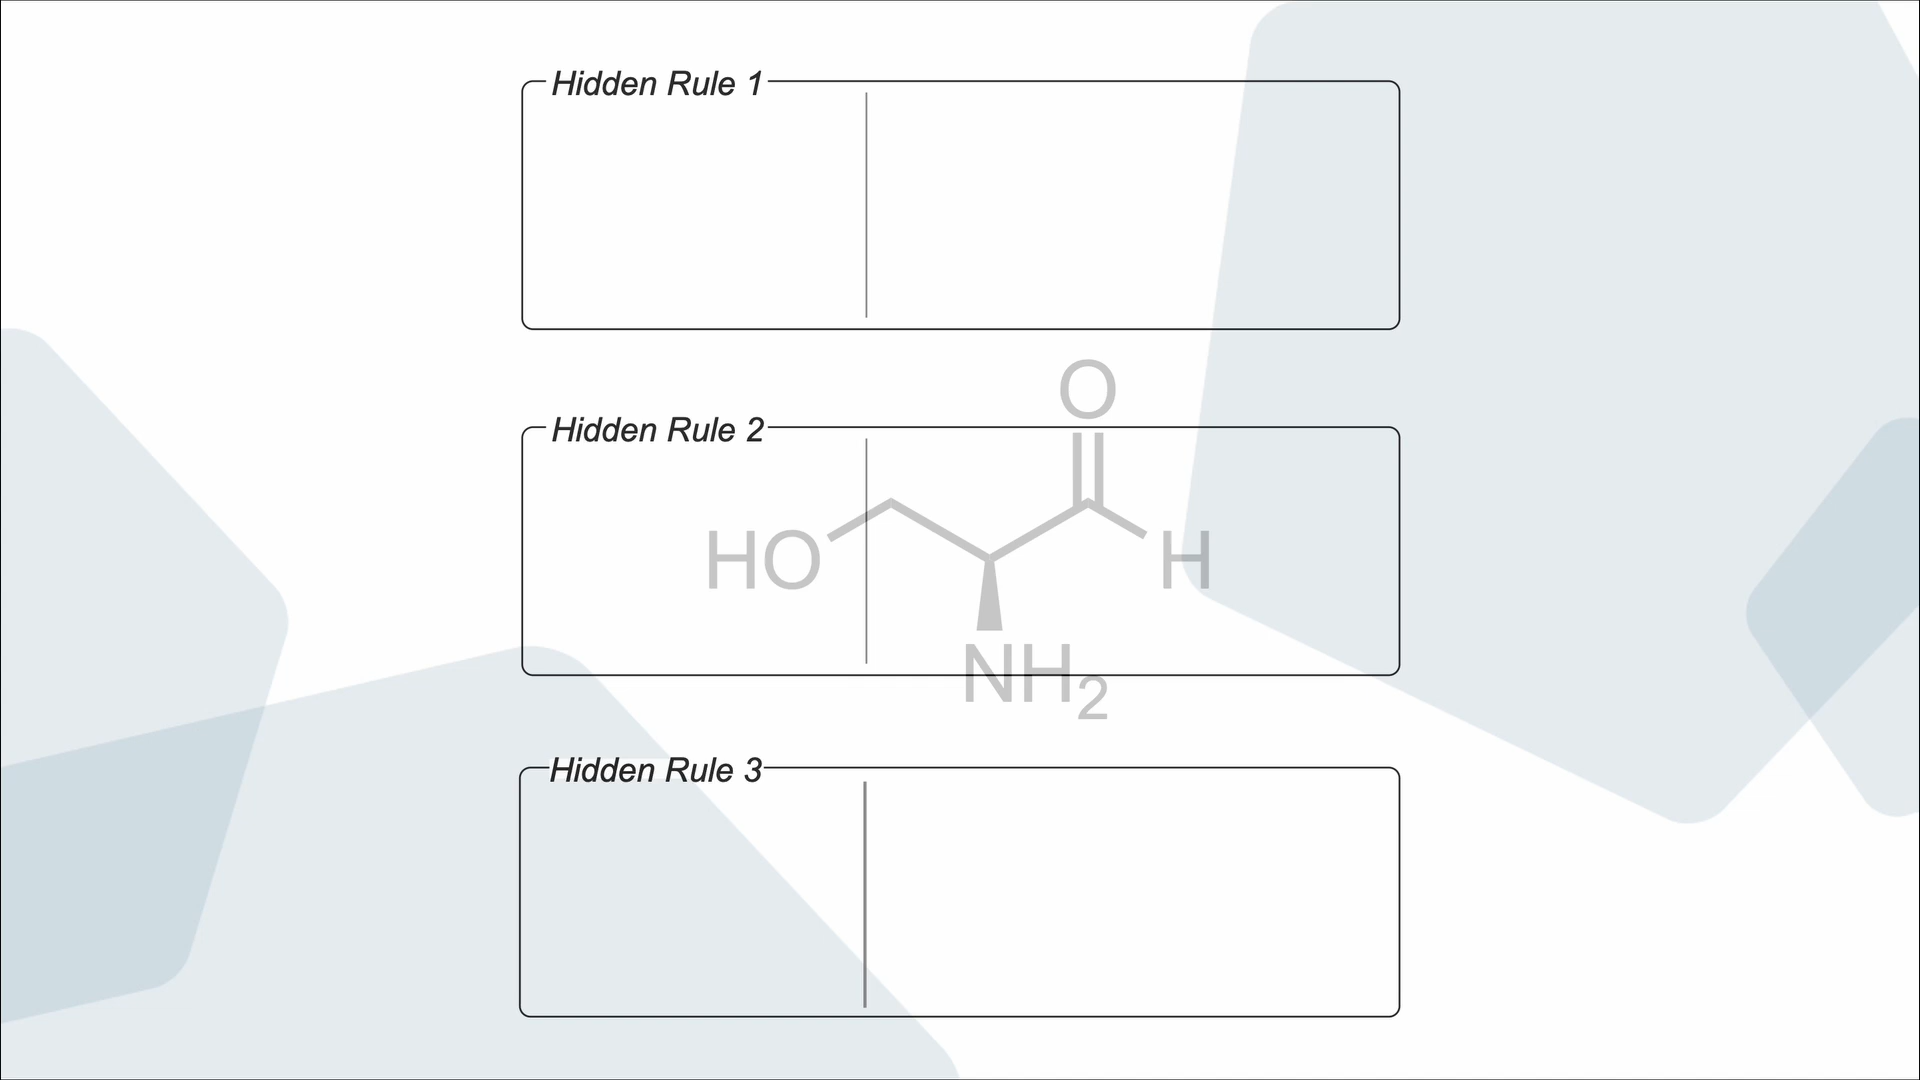 Hidden Rule 1
O
Hidden Rule 2
HO
H
NH2
Hidden Rule 3